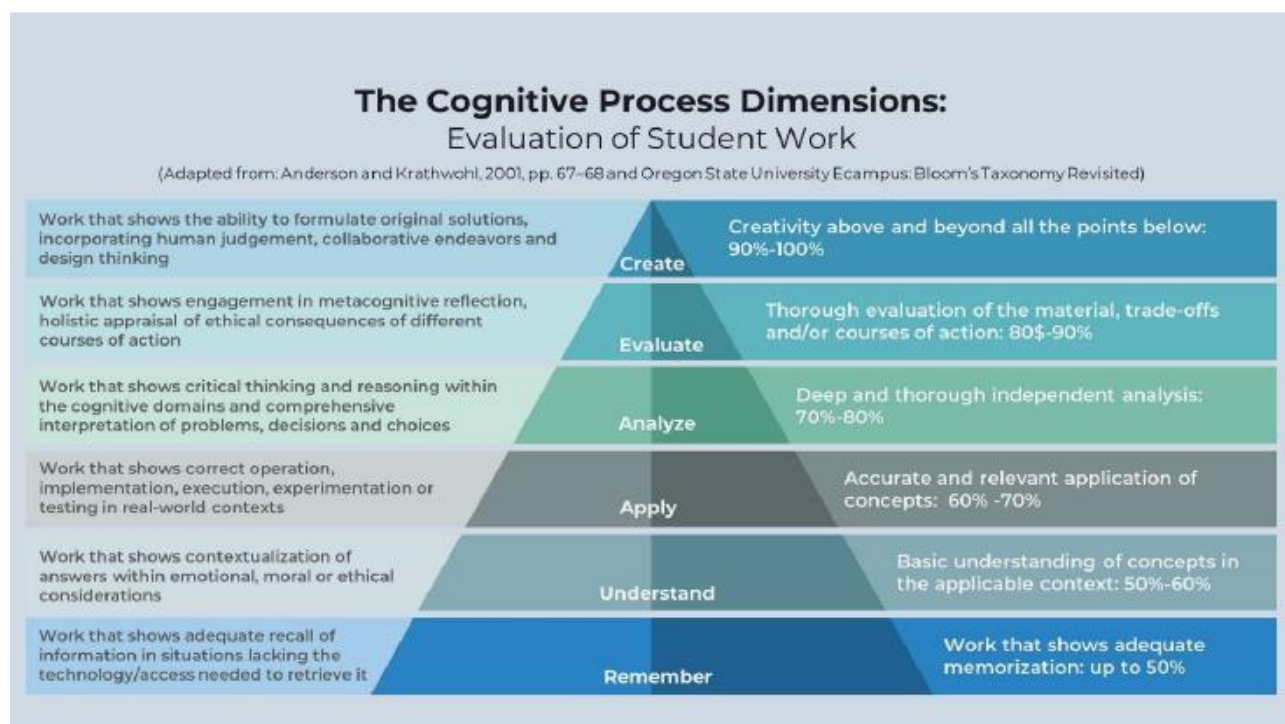 The Cognitive Process Dimensions:
Evaluation of Student Work
(Adapted from: Anderson and Krathwohl, 2001, pp. 67–68 and Oregon State University Ecampus: Bloom's Taxonomy Revisited)
Work that shows the ability to formulate original solutions,
incorporating human judgement, collaborative endeavors and
design thinking
Create
Creativity above and beyond all the points below:
90%-100%
Work that shows engagement in metacognitive reflection,
holistic appraisal of ethical consequences of different
courses of action
Evaluate
Thorough evaluation of the material, trade-offs
and/or courses of action: 80$-90%
Work that shows critical thinking and reasoning within
the cognitive domains and comprehensive
interpretation of problems, decisions and choices
Analyze
Deep and thorough independent analysis:
70%-80%
Work that shows correct operation,
implementation, execution, experimentation or
testing in real-world contexts
Apply
Accurate and relevant application of
concepts: 60% -70%
Work that shows contextualization of
answers within emotional, moral or ethical
considerations
Understand
Basic understanding of concepts in
the applicable context: 50%-60%
Work that shows adequate recall of
information in situations lacking the
technology/access needed to retrieve it
Remember
Work that shows adequate
memorization: up to 50%